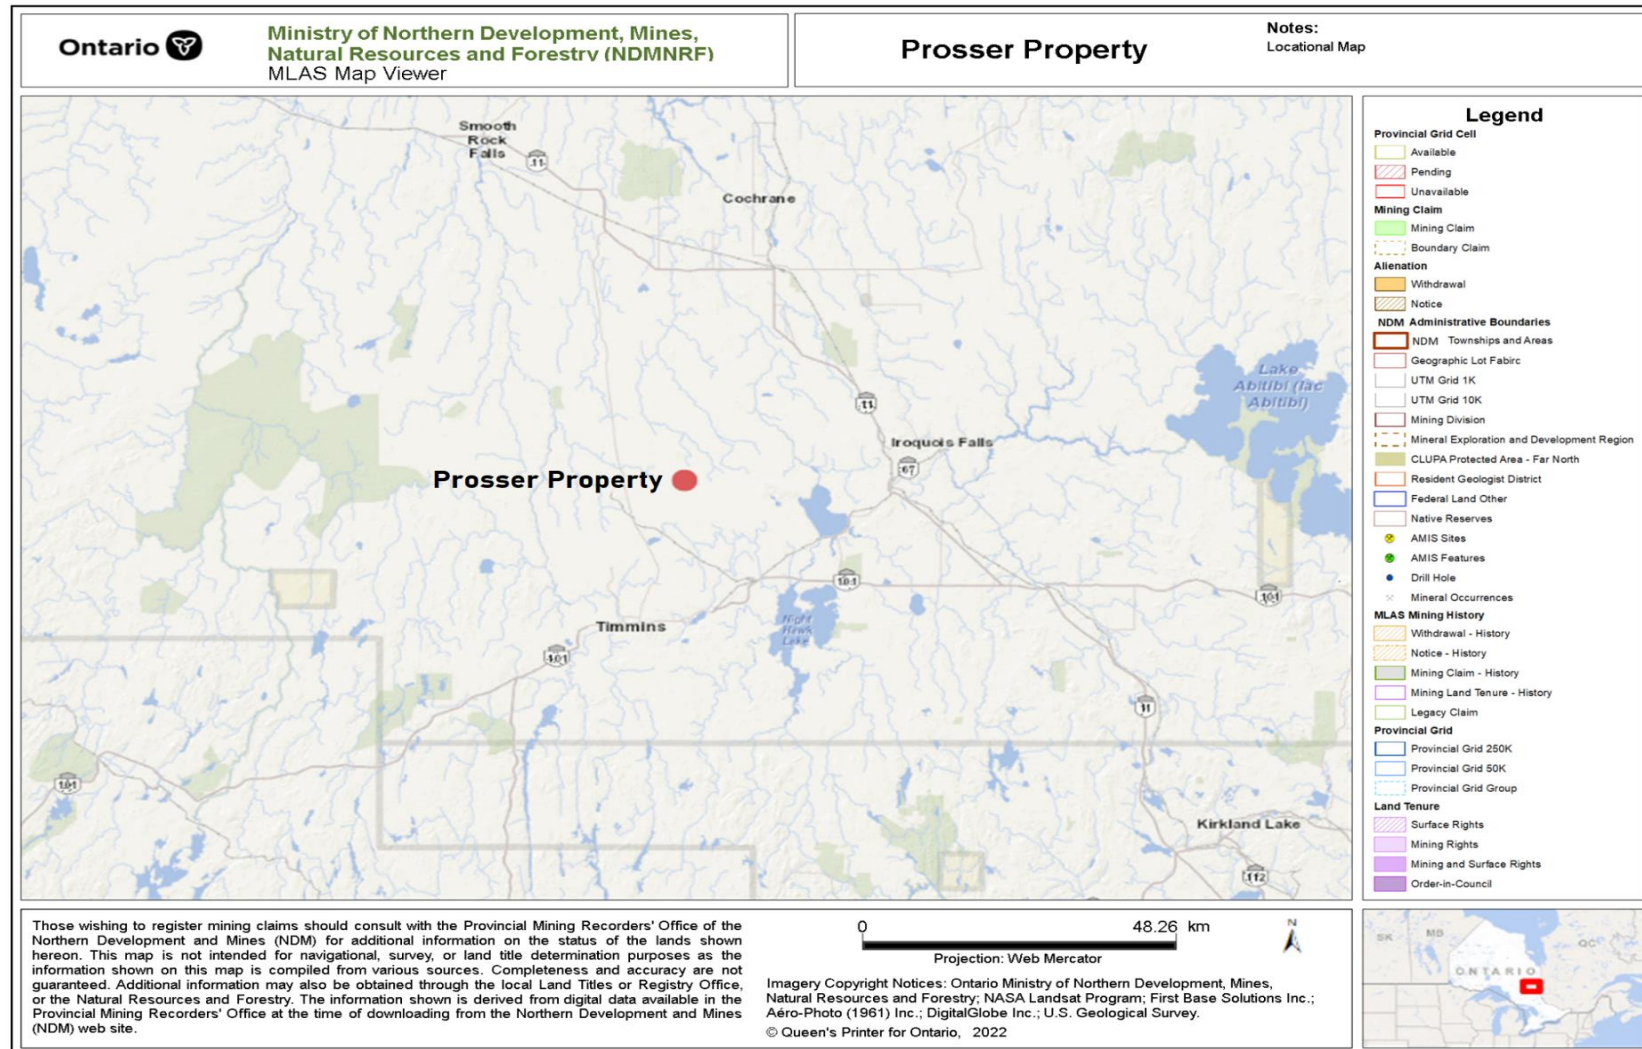 Ontario
Ministry of Northern Development, Mines,
Natural Resources and Forestry (NDMNRF)
MLAS Map Viewer
Prosser Property
Notes:
Locational Map
Smooth
Rock
Falls
11
Cochrane
11
Lake
Abitibi (lac
Abitibi)
Iroquois Falls
67
Prosser Property
101
101
Night
Hawk
Lake
Timmins
101
11
101
Kirkland Lake
112
Legend
Provincial Grid Cell
Available
Pending
Unavailable
Mining Claim
Mining Claim
Boundary Claim
Alienation
Withdrawal
Notice
NDM Administrative Boundaries
NDM Townships and Areas
Geographic Lot Fabirc
UTM Grid 1K
UTM Grid 10K
Mining Division
Mineral Exploration and Development Region
CLUPA Protected Area - Far North
Resident Geologist District
Federal Land Other
Native Reserves
AMIS Sites
AMIS Features
Drill Hole
Mineral Occurrences
MLAS Mining History
Withdrawal - History
Notice - History
Mining Claim - History
Mining Land Tenure - History
Legacy Claim
Provincial Grid
Provincial Grid 250K
Provincial Grid 50K
Provincial Grid Group
Land Tenure
Surface Rights
Mining Rights
Mining and Surface Rights
Order-in-Council
Those wishing to register mining claims should consult with the Provincial Mining Recorders' Office of the
Northern Development and Mines (NDM) for additional information on the status of the lands shown
hereon. This map is not intended for navigational, survey, or land title determination purposes as the
information shown on this map is compiled from various sources. Completeness and accuracy are not
guaranteed. Additional information may also be obtained through the local Land Titles or Registry Office,
or the Natural Resources and Forestry. The information shown is derived from digital data available in the
Provincial Mining Recorders' Office at the time of downloading from the Northern Development and Mines
(NDM) web site.
0 48.26 km
N
Projection: Web Mercator
Imagery Copyright Notices: Ontario Ministry of Northern Development, Mines,
Natural Resources and Forestry; NASA Landsat Program; First Base Solutions Inc.;
Aéro-Photo (1961) Inc.; DigitalGlobe Inc.; U.S. Geological Survey.
© Queen's Printer for Ontario, 2022
SK MB QC
ONTARIO